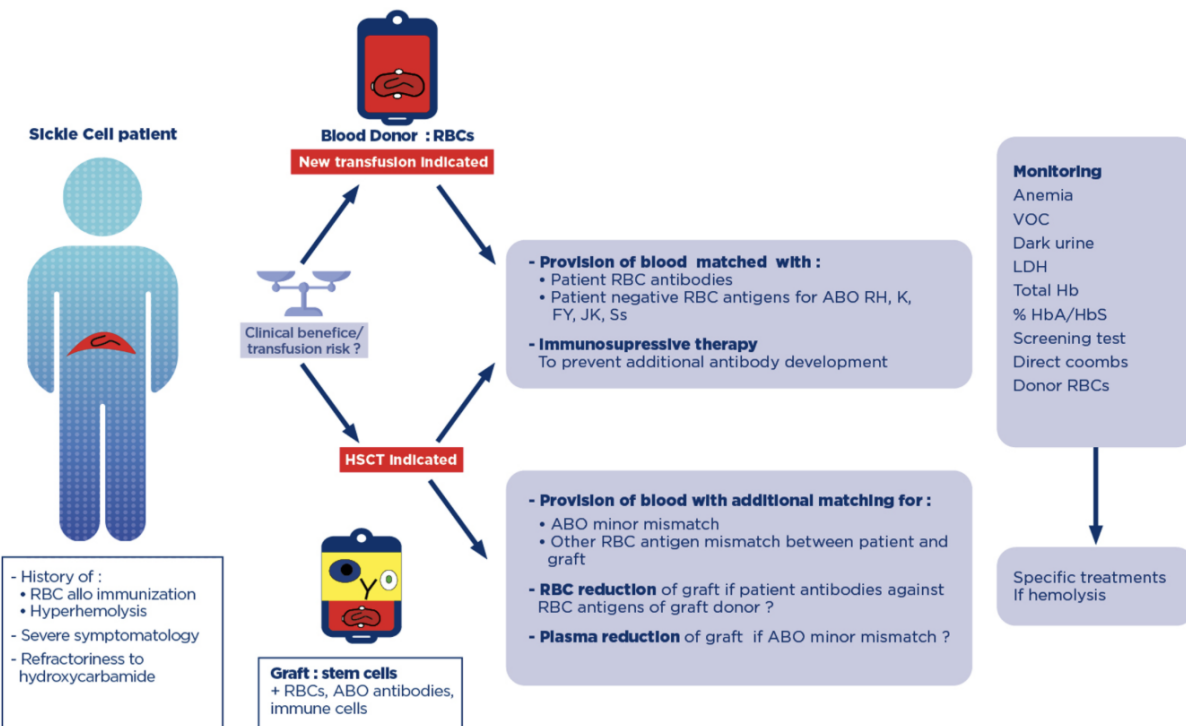 Sickle Cell patient
- History of :
• RBC allo immunization
• Hyperhemolysis
- Severe symptomatology
- Refractoriness to
hydroxycarbamide
Blood Donor : RBCs
New transfusion indicated
Clinical benefice/
transfusion risk ?
HSCT indicated
Graft : stem cells
+ RBCs, ABO antibodies,
immune cells
- Provision of blood matched with :
• Patient RBC antibodies
• Patient negative RBC antigens for ABO RH, K,
FY, JK, Ss
- Immunosupressive therapy
To prevent additional antibody development
- Provision of blood with additional matching for :
• ABO minor mismatch
• Other RBC antigen mismatch between patient and
graft
- RBC reduction of graft if patient antibodies against
RBC antigens of graft donor ?
- Plasma reduction of graft if ABO minor mismatch ?
Monitoring
Anemia
VOC
Dark urine
LDH
Total Hb
% HbA/HbS
Screening test
Direct coombs
Donor RBCs
Specific treatments
If hemolysis